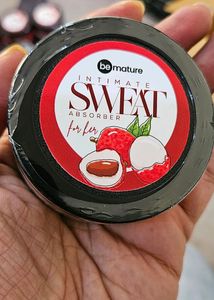 be mature
INTIMATE
SWEAT
ABSORBER
for her